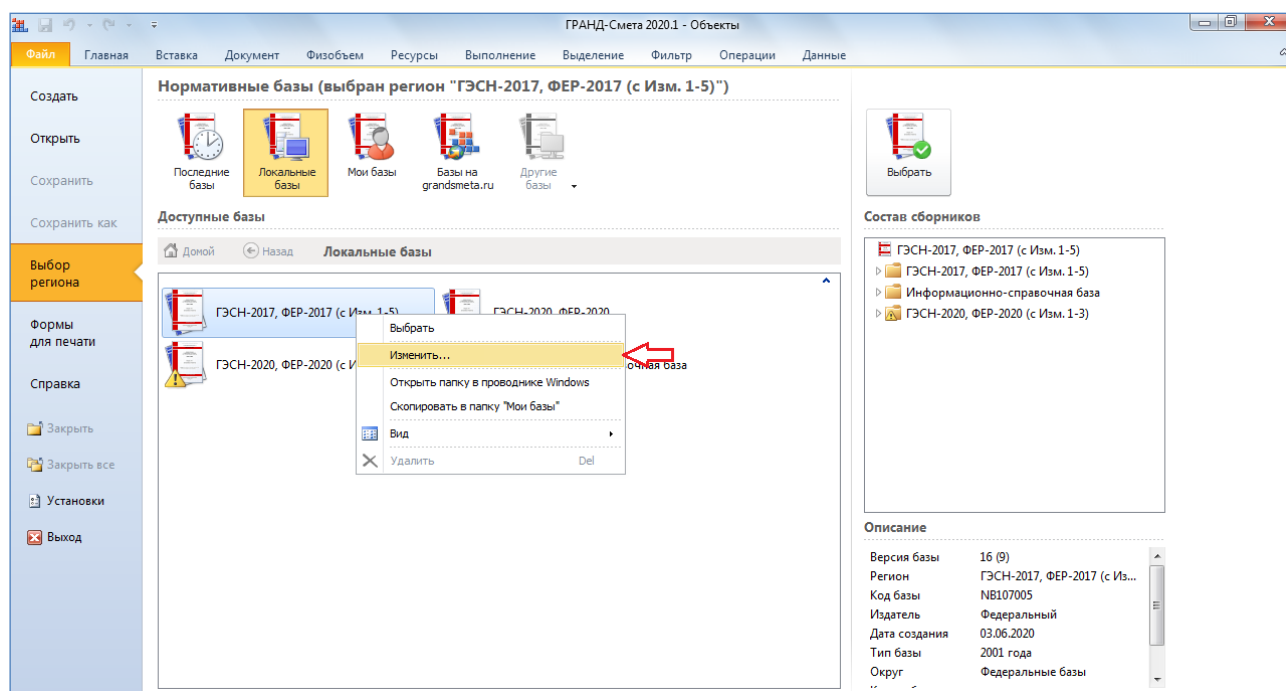 ГРАНД-Смета 2020.1 - Объекты
Файл Главная Вставка Документ Физобъем Ресурсы Выполнение Выделение Фильтр Операции Данные
Создать
Открыть
Сохранить
Сохранить как
Выбор
региона
Формы
для печати
Справка
Закрыть
Закрыть все
Установки
Выход
Нормативные базы (выбран регион "ГЭСН-2017, ФЕР-2017 (с Изм. 1-5)")
Последние
базы
Локальные
базы
Мои базы
Базы на
grandsmeta.ru
Другие
базы
Доступные базы
Домой Назад Локальные базы
ГЭСН-2017, ФЕР-2017 (с Изм. 1-5) ГЭСН-2020, ФЕР-2020
ГЭСН-2020, ФЕР-2020 (с И база
Выбрать
Изменить...
Открыть папку в проводнике Windows
Скопировать в папку "Мои базы"
Вид
Удалить Del
Выбрать
Состав сборников
ГЭСН-2017, ФЕР-2017 (с Изм. 1-5)
ГЭСН-2017, ФЕР-2017 (с Изм. 1-5)
Информационно-справочная база
ГЭСН-2020, ФЕР-2020 (с Изм. 1-3)
Описание
Версия базы 16 (9)
Регион ГЭСН-2017, ФЕР-2017 (с Из...
Код базы NB107005
Издатель Федеральный
Дата создания 03.06.2020
Тип базы 2001 года
Округ Федеральные базы